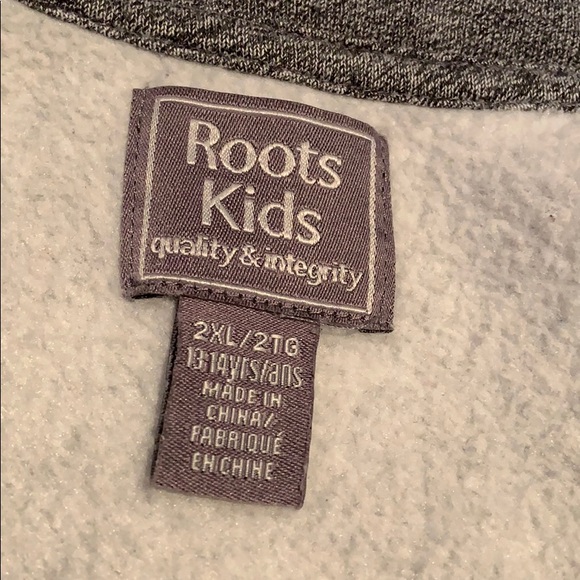 Roots
Kids
quality & integrity
2XL/2TG
13-14yrs/ans
MADE IN
CHINA/
FABRIQUÉ
EN CHINE